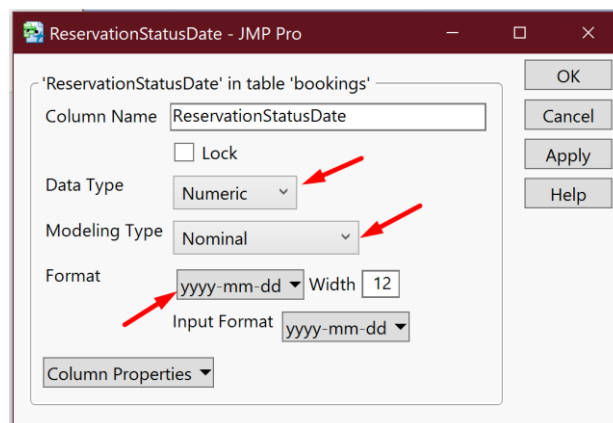 ReservationStatusDate - JMP Pro
'ReservationStatusDate' in table 'bookings'
OK
Column Name ReservationStatusDate
Cancel
Lock
Apply
Data Type Numeric
Help
Modeling Type Nominal
Format yyyy-mm-dd Width 12
Input Format yyyy-mm-dd
Column Properties